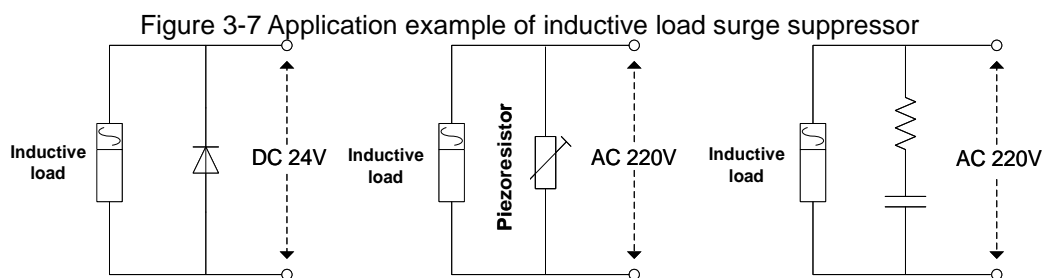 Figure 3-7 Application example of inductive load surge suppressor
Inductive
load
DC 24V
Inductive
load
Piezoresistor
AC 220V
Inductive
load
AC 220V